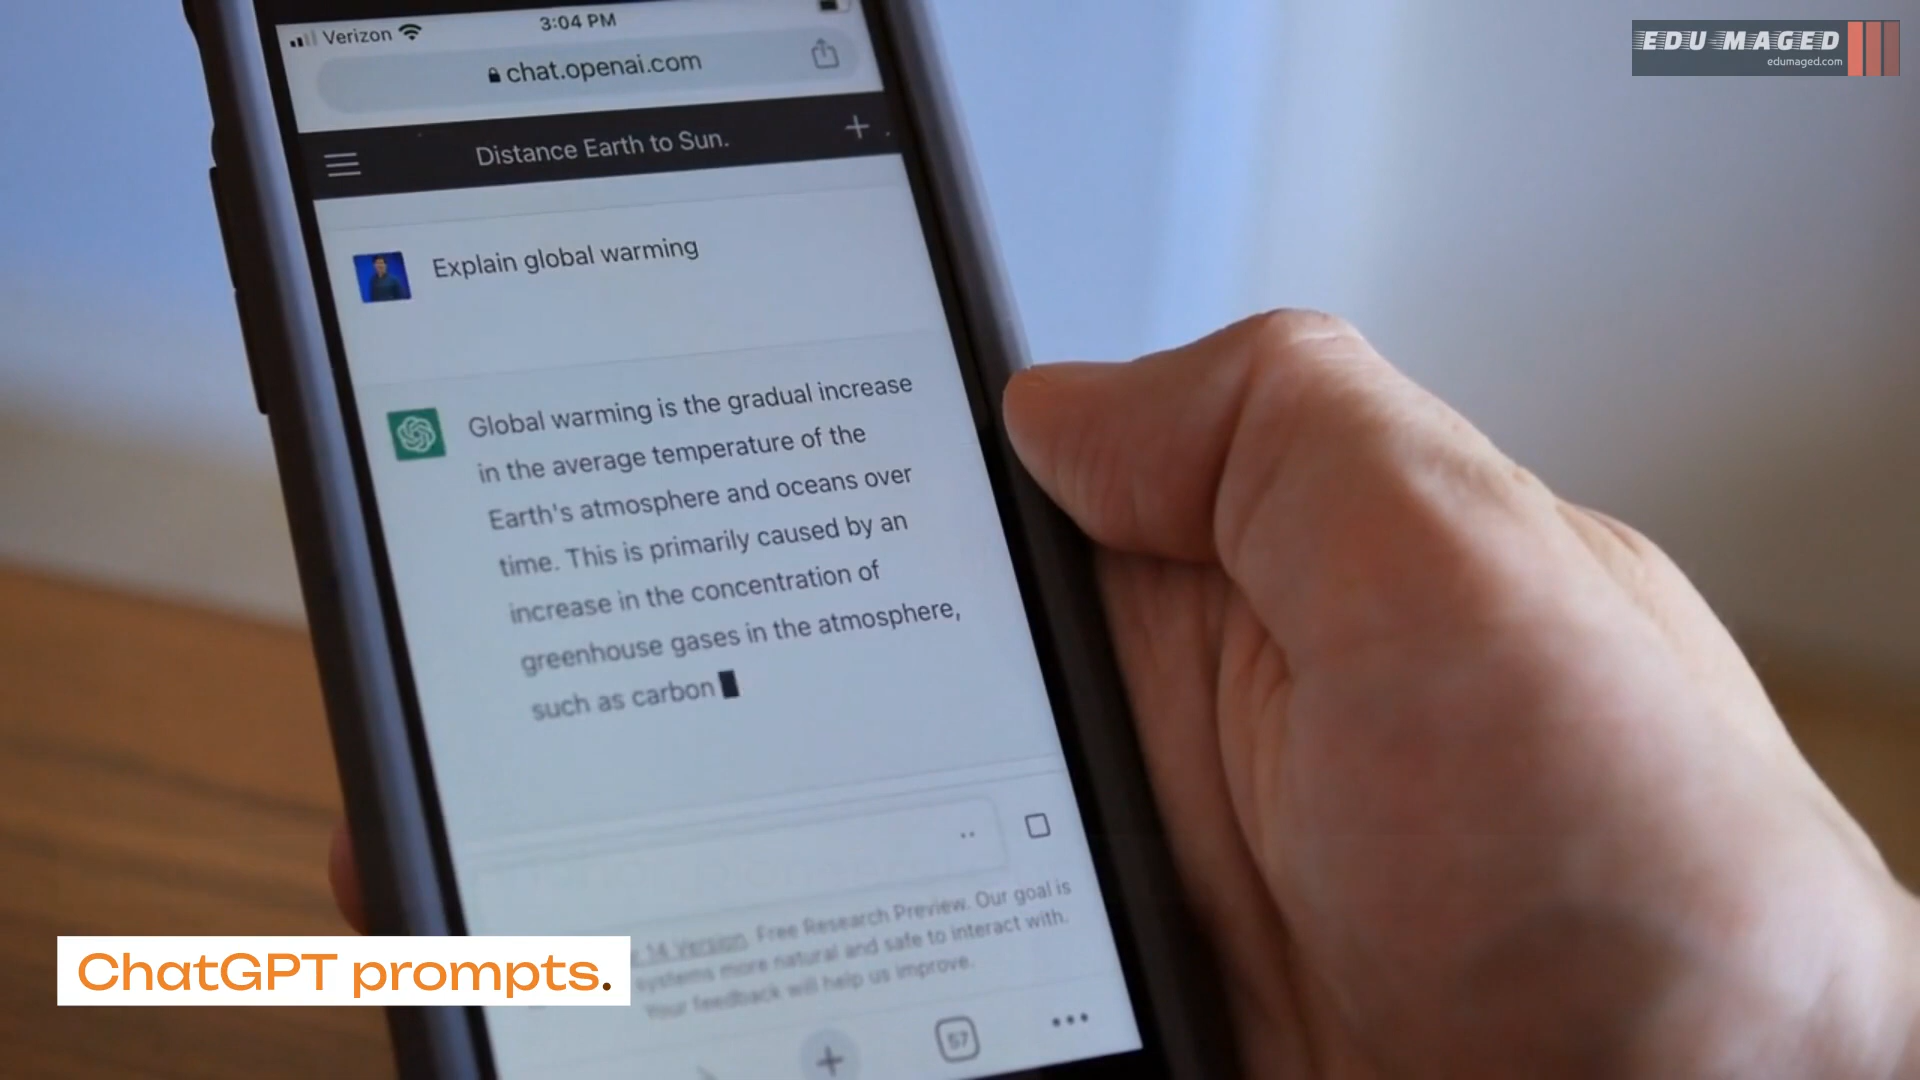 Verizon
3:04 PM
chat.openai.com
Distance Earth to Sun.
Explain global warming
Global warming is the gradual increase
in the average temperature of the
Earth's atmosphere and oceans over
time. This is primarily caused by an
increase in the concentration of
greenhouse gases in the atmosphere,
such as carbon
14 Version. Free Research Preview. Our goal is
systems more natural and safe to interact with.
Your feedback will help us improve.
57
EDU MAGED
edumaged.com
ChatGPT prompts.